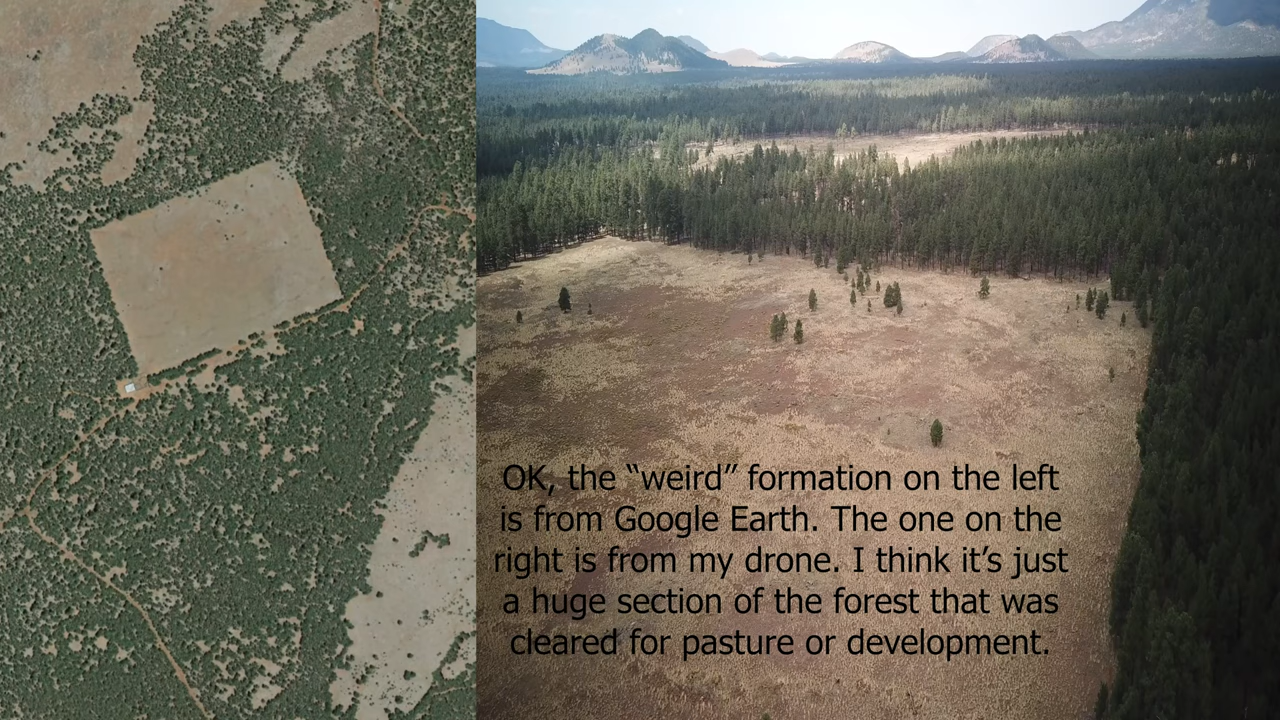 OK, the “weird” formation on the left
is from Google Earth. The one on the
right is from my drone. I think it’s just
a huge section of the forest that was
cleared for pasture or development.